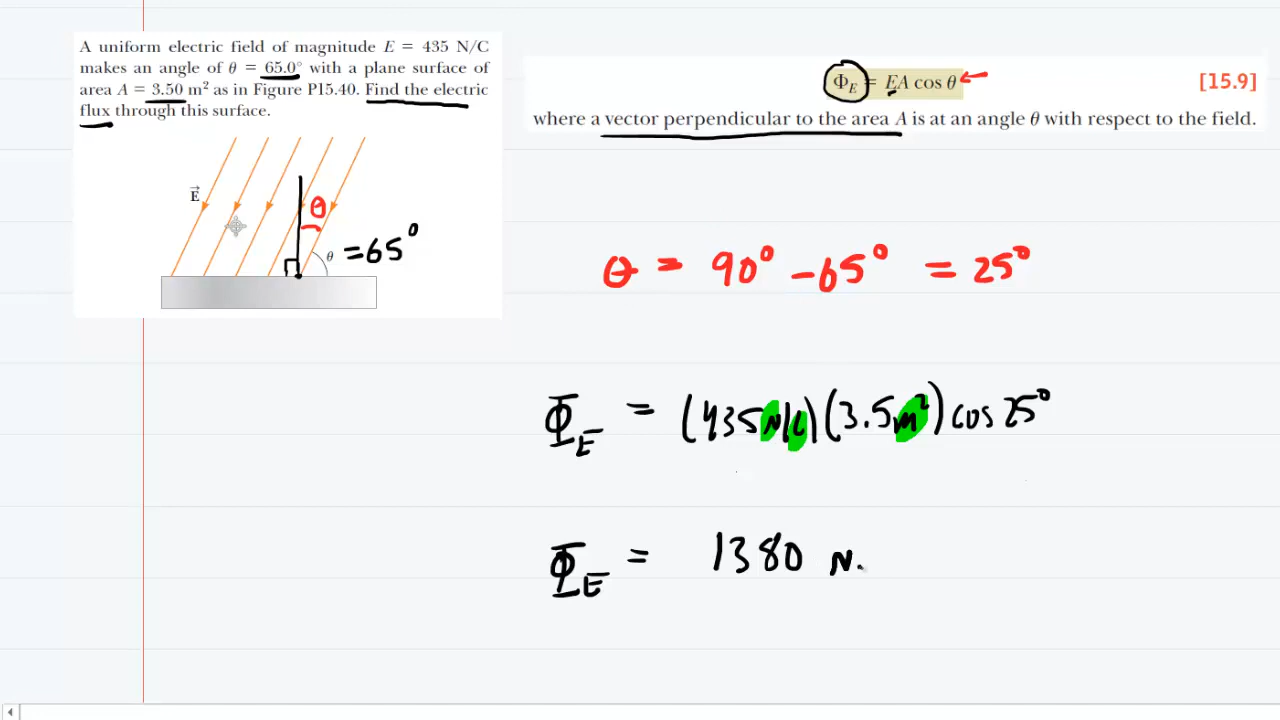 A uniform electric field of magnitude E = 435 N/C
makes an angle of θ = 65.0° with a plane surface of
area A = 3.50 m² as in Figure P15.40. Find the electric
flux through this surface.
E⃗
θ
θ = 65°
Φ_E = EA cos θ [15.9]
where a vector perpendicular to the area A is at an angle θ with respect to the field.
θ = 90° - 65° = 25°
Φ_E = (435 N/C)(3.5 m²) cos 25°
Φ_E = 1380 N.